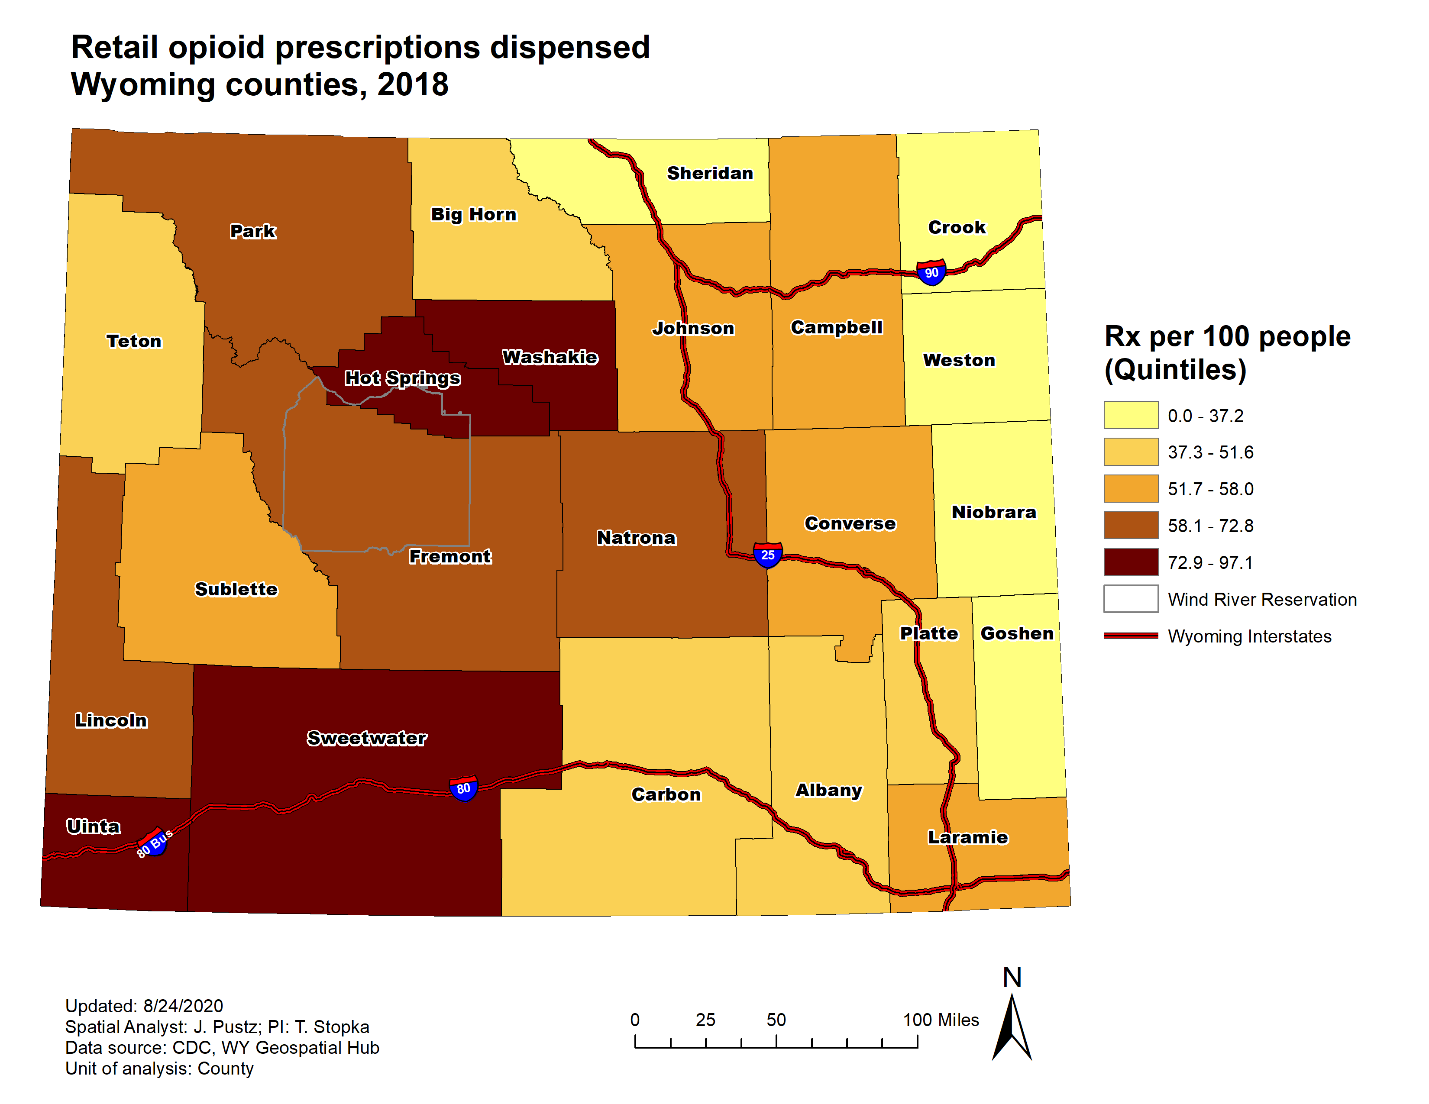 Retail opioid prescriptions dispensed
Wyoming counties, 2018
Sheridan
Big Horn
Park
Crook
90
Teton
Johnson
Campbell
Washakie
Weston
Hot Springs
Niobrara
Converse
Natrona
25
Fremont
Sublette
Platte
Goshen
Lincoln
Sweetwater
80
Carbon
Albany
Uinta
80 Bus
Laramie
Rx per 100 people
(Quintiles)
0.0 - 37.2
37.3 - 51.6
51.7 - 58.0
58.1 - 72.8
72.9 - 97.1
Wind River Reservation
Wyoming Interstates
Updated: 8/24/2020
Spatial Analyst: J. Pustz; PI: T. Stopka
Data source: CDC, WY Geospatial Hub
Unit of analysis: County
0 25 50 100 Miles
N